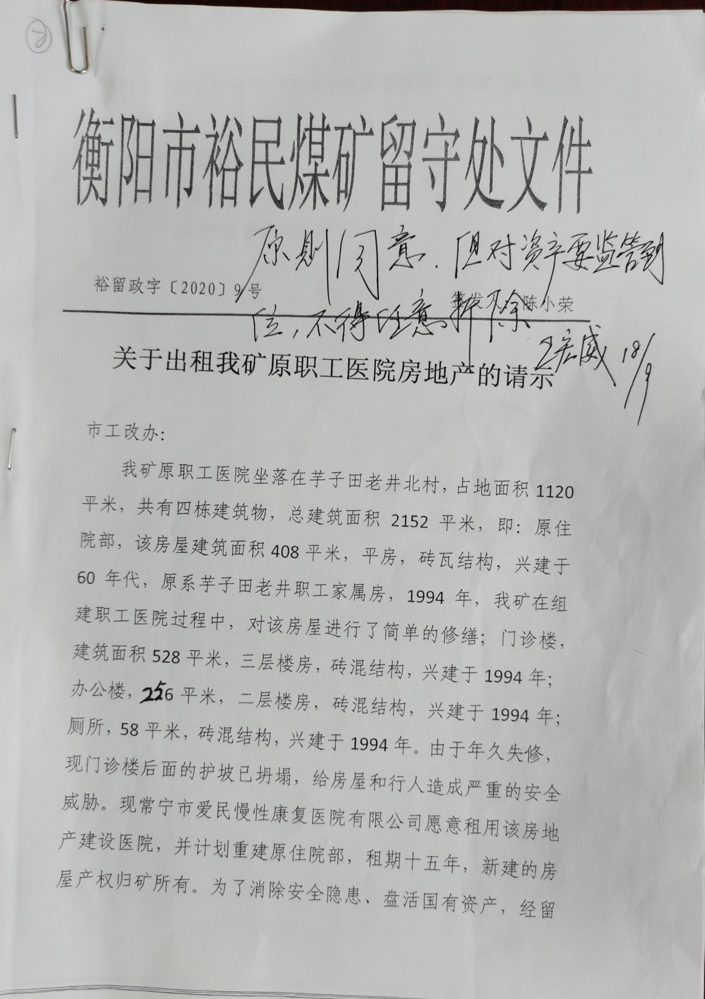 衡阳市裕民煤矿留守处文件
原则同意．但对资产要监管到
裕留政字〔2020〕9号
签发人 陈小荣
位，不得任意拆除
王宏威 18/9
关于出租我矿原职工医院房地产的请示
市工改办：
我矿原职工医院坐落在芋子田老井北村，占地面积 1120
平米，共有四栋建筑物，总建筑面积 2152 平米，即：原住
院部，该房屋建筑面积 408 平米，平房，砖瓦结构，兴建于
60 年代，原系芋子田老井职工家属房，1994 年，我矿在组
建职工医院过程中，对该房屋进行了简单的修缮；门诊楼，
建筑面积 528 平米，三层楼房，砖混结构，兴建于 1994 年；
办公楼，256 平米，二层楼房，砖混结构，兴建于 1994 年；
厕所，58 平米，砖混结构，兴建于 1994 年。由于年久失修，
现门诊楼后面的护坡已坍塌，给房屋和行人造成严重的安全
威胁。现常宁市爱民慢性康复医院有限公司愿意租用该房地
产建设医院，并计划重建原住院部，租期十五年，新建的房
屋产权归矿所有。为了消除安全隐患、盘活国有资产，经留